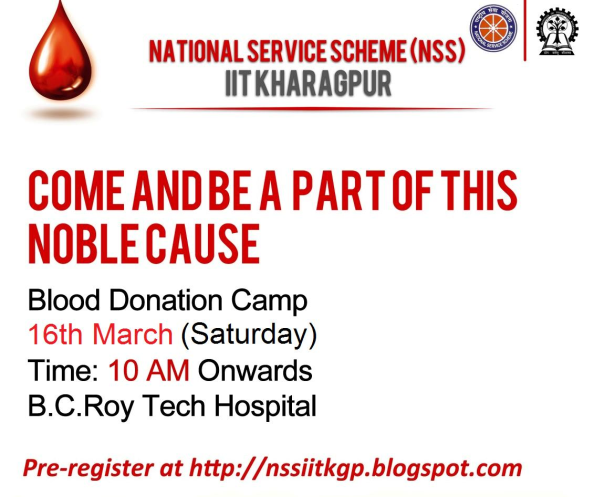 NATIONAL SERVICE SCHEME (NSS)
IIT KHARAGPUR
COME AND BE A PART OF THIS
NOBLE CAUSE
Blood Donation Camp
16th March (Saturday)
Time: 10 AM Onwards
B.C.Roy Tech Hospital
Pre-register at http://nssiitkgp.blogspot.com